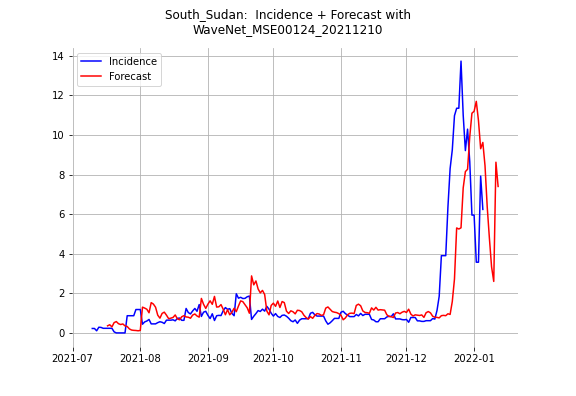 South_Sudan:  Incidence + Forecast with
WaveNet_MSE00124_20211210
Incidence
Forecast
14
12
10
8
6
4
2
0
2021-07 2021-08 2021-09 2021-10 2021-11 2021-12 2022-01